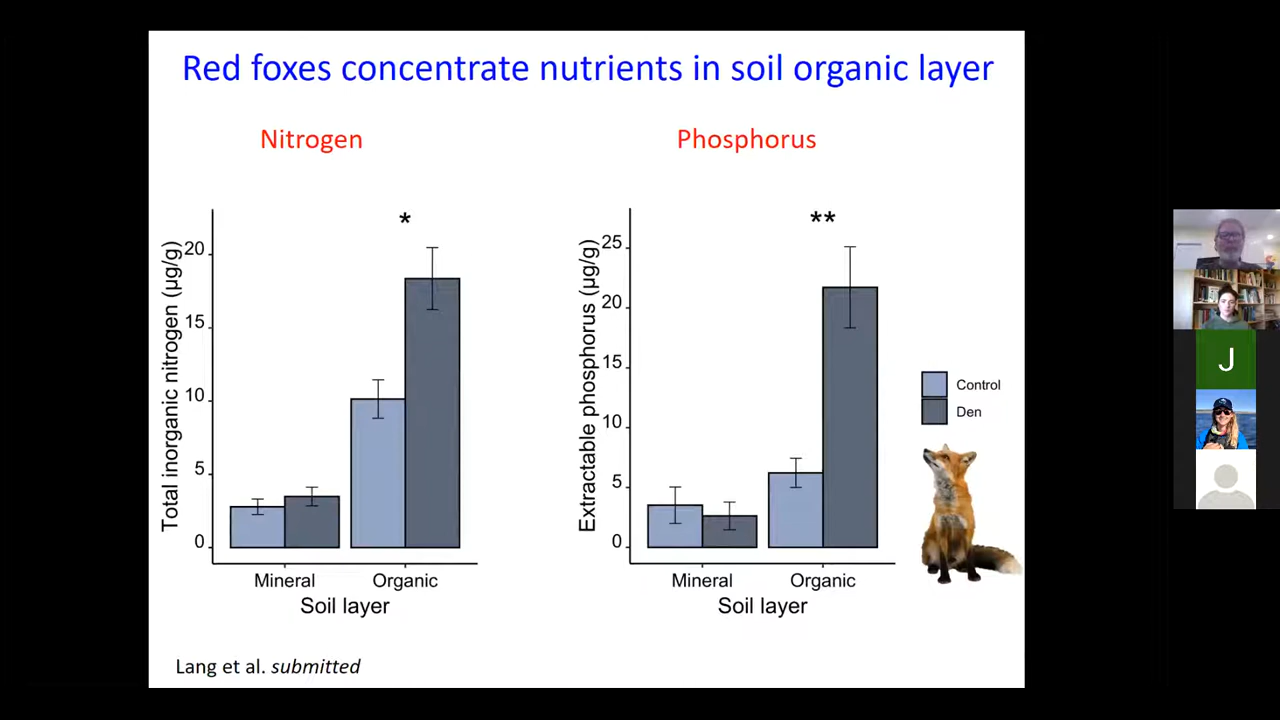 Red foxes concentrate nutrients in soil organic layer
Nitrogen
Phosphorus
Total inorganic nitrogen (µg/g)
20
15
10
5
0
*
Mineral
Organic
Soil layer
Extractable phosphorus (µg/g)
25
20
15
10
5
0
**
Mineral
Organic
Soil layer
Control
Den
Lang et al. submitted
J